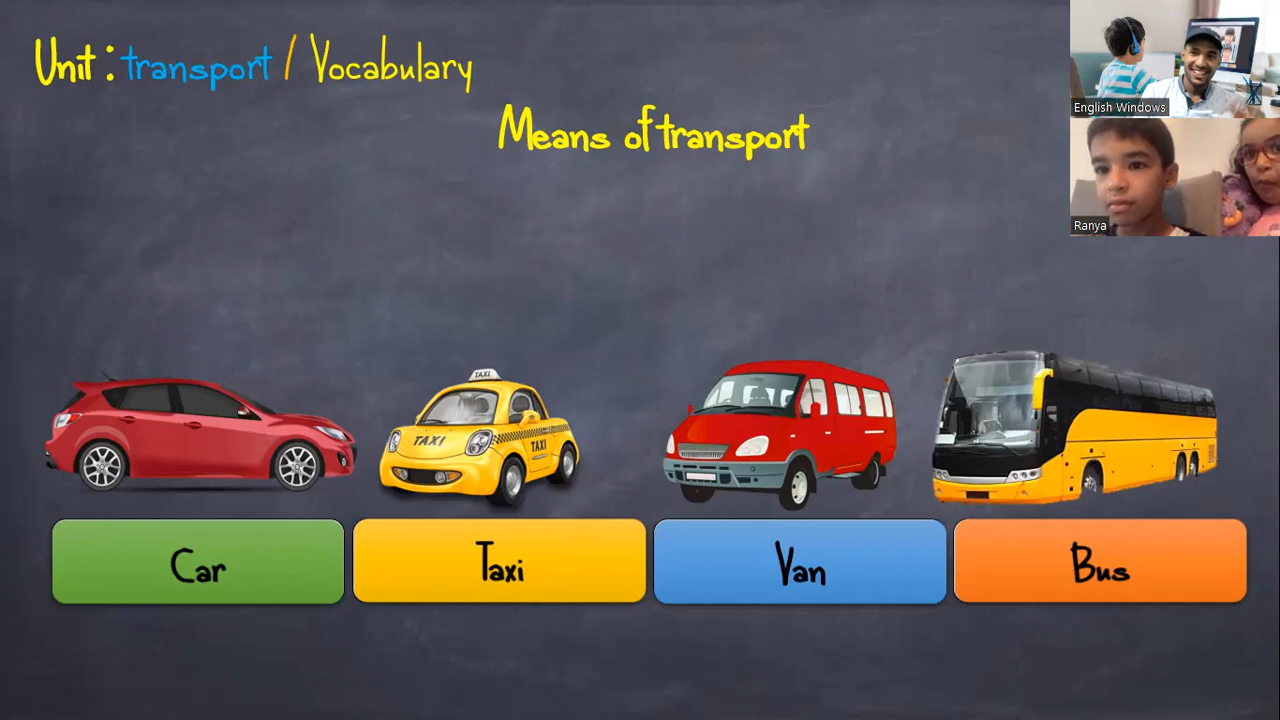 Unit : transport / Vocabulary
Means of transport
English Windows
Ranya
TAXI
TAXI
TAXI
Car
Taxi
Van
Bus